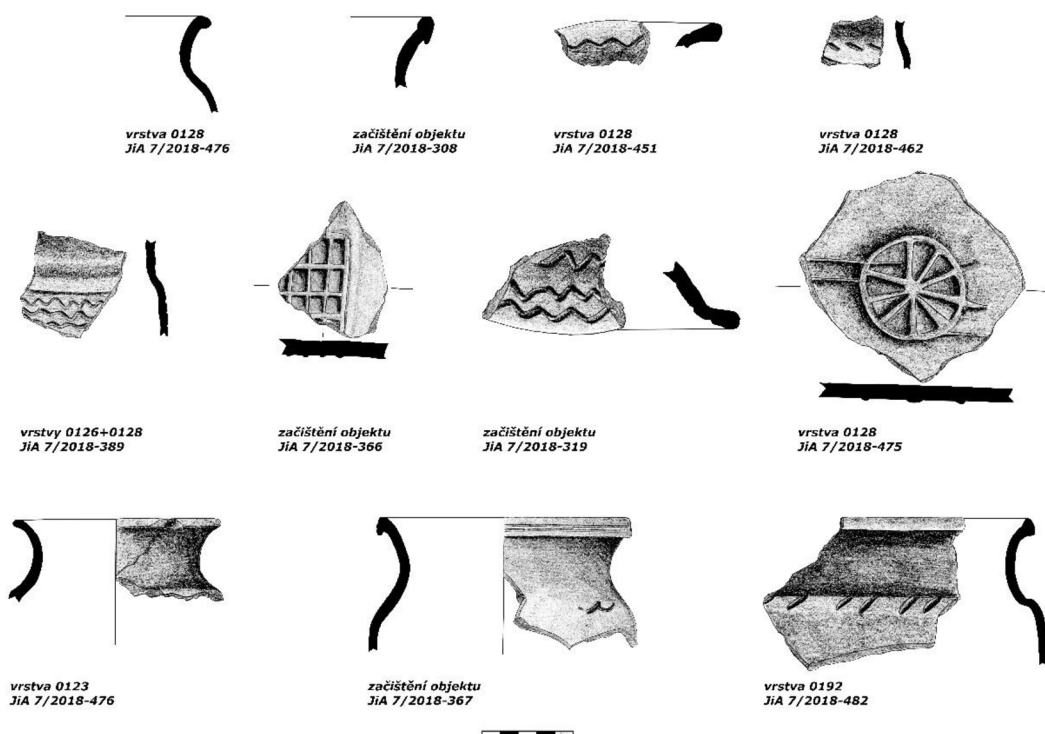 vrstva 0128
JiA 7/2018-476
začištění objektu
JiA 7/2018-308
vrstva 0128
JiA 7/2018-451
vrstva 0128
JiA 7/2018-462
vrstvy 0126+0128
JiA 7/2018-389
začištění objektu
JiA 7/2018-366
začištění objektu
JiA 7/2018-319
vrstva 0128
JiA 7/2018-475
vrstva 0123
JiA 7/2018-476
začištění objektu
JiA 7/2018-367
vrstva 0192
JiA 7/2018-482